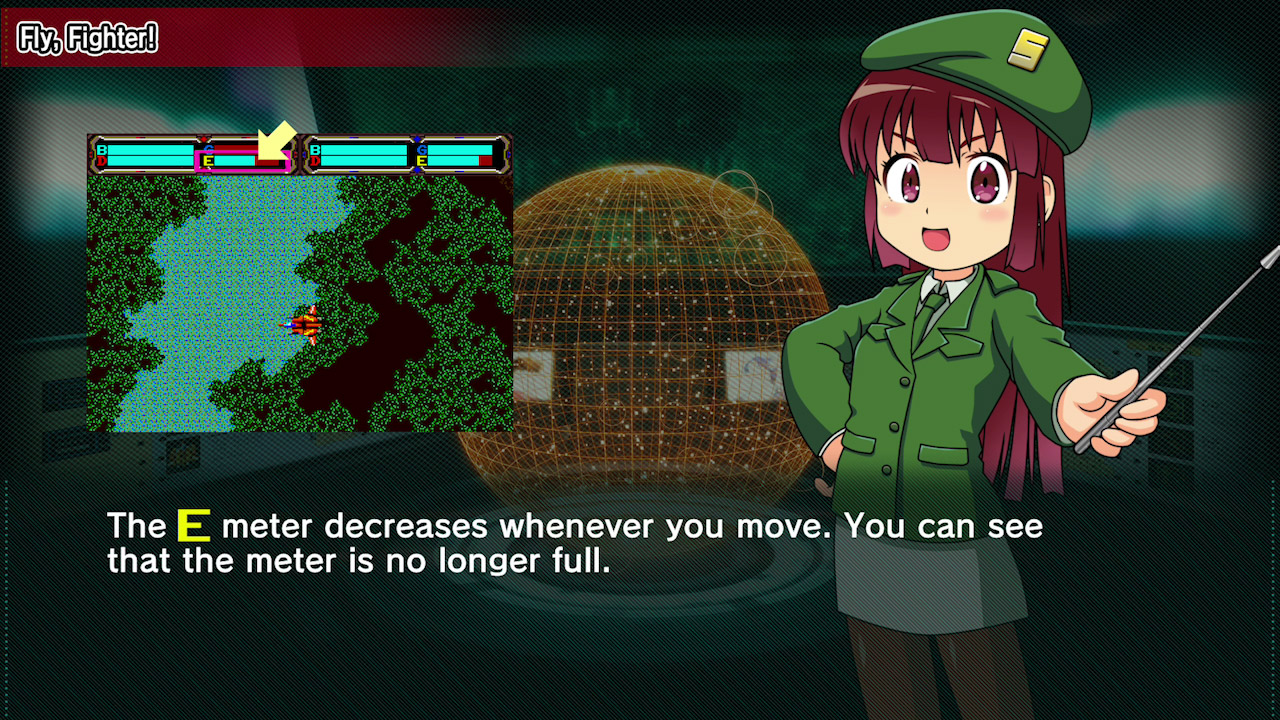 Fly, Fighter!
S
B G B G
D E D E
The E meter decreases whenever you move. You can see
that the meter is no longer full.